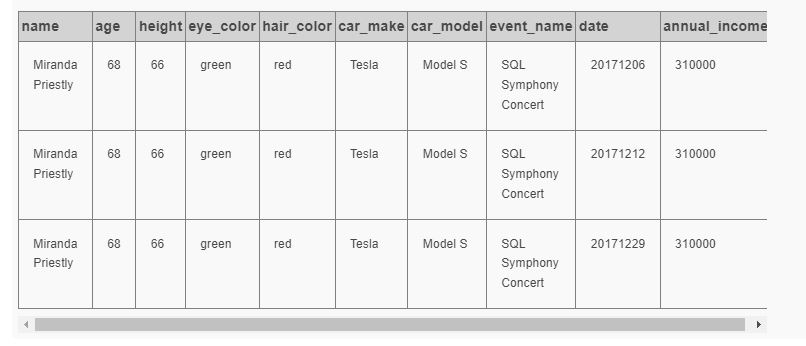 name age height eye_color hair_color car_make car_model event_name date annual_income
Miranda 68 66 green red Tesla Model S SQL 20171206 310000
Priestly Symphony
Concert
Miranda 68 66 green red Tesla Model S SQL 20171212 310000
Priestly Symphony
Concert
Miranda 68 66 green red Tesla Model S SQL 20171229 310000
Priestly Symphony
Concert